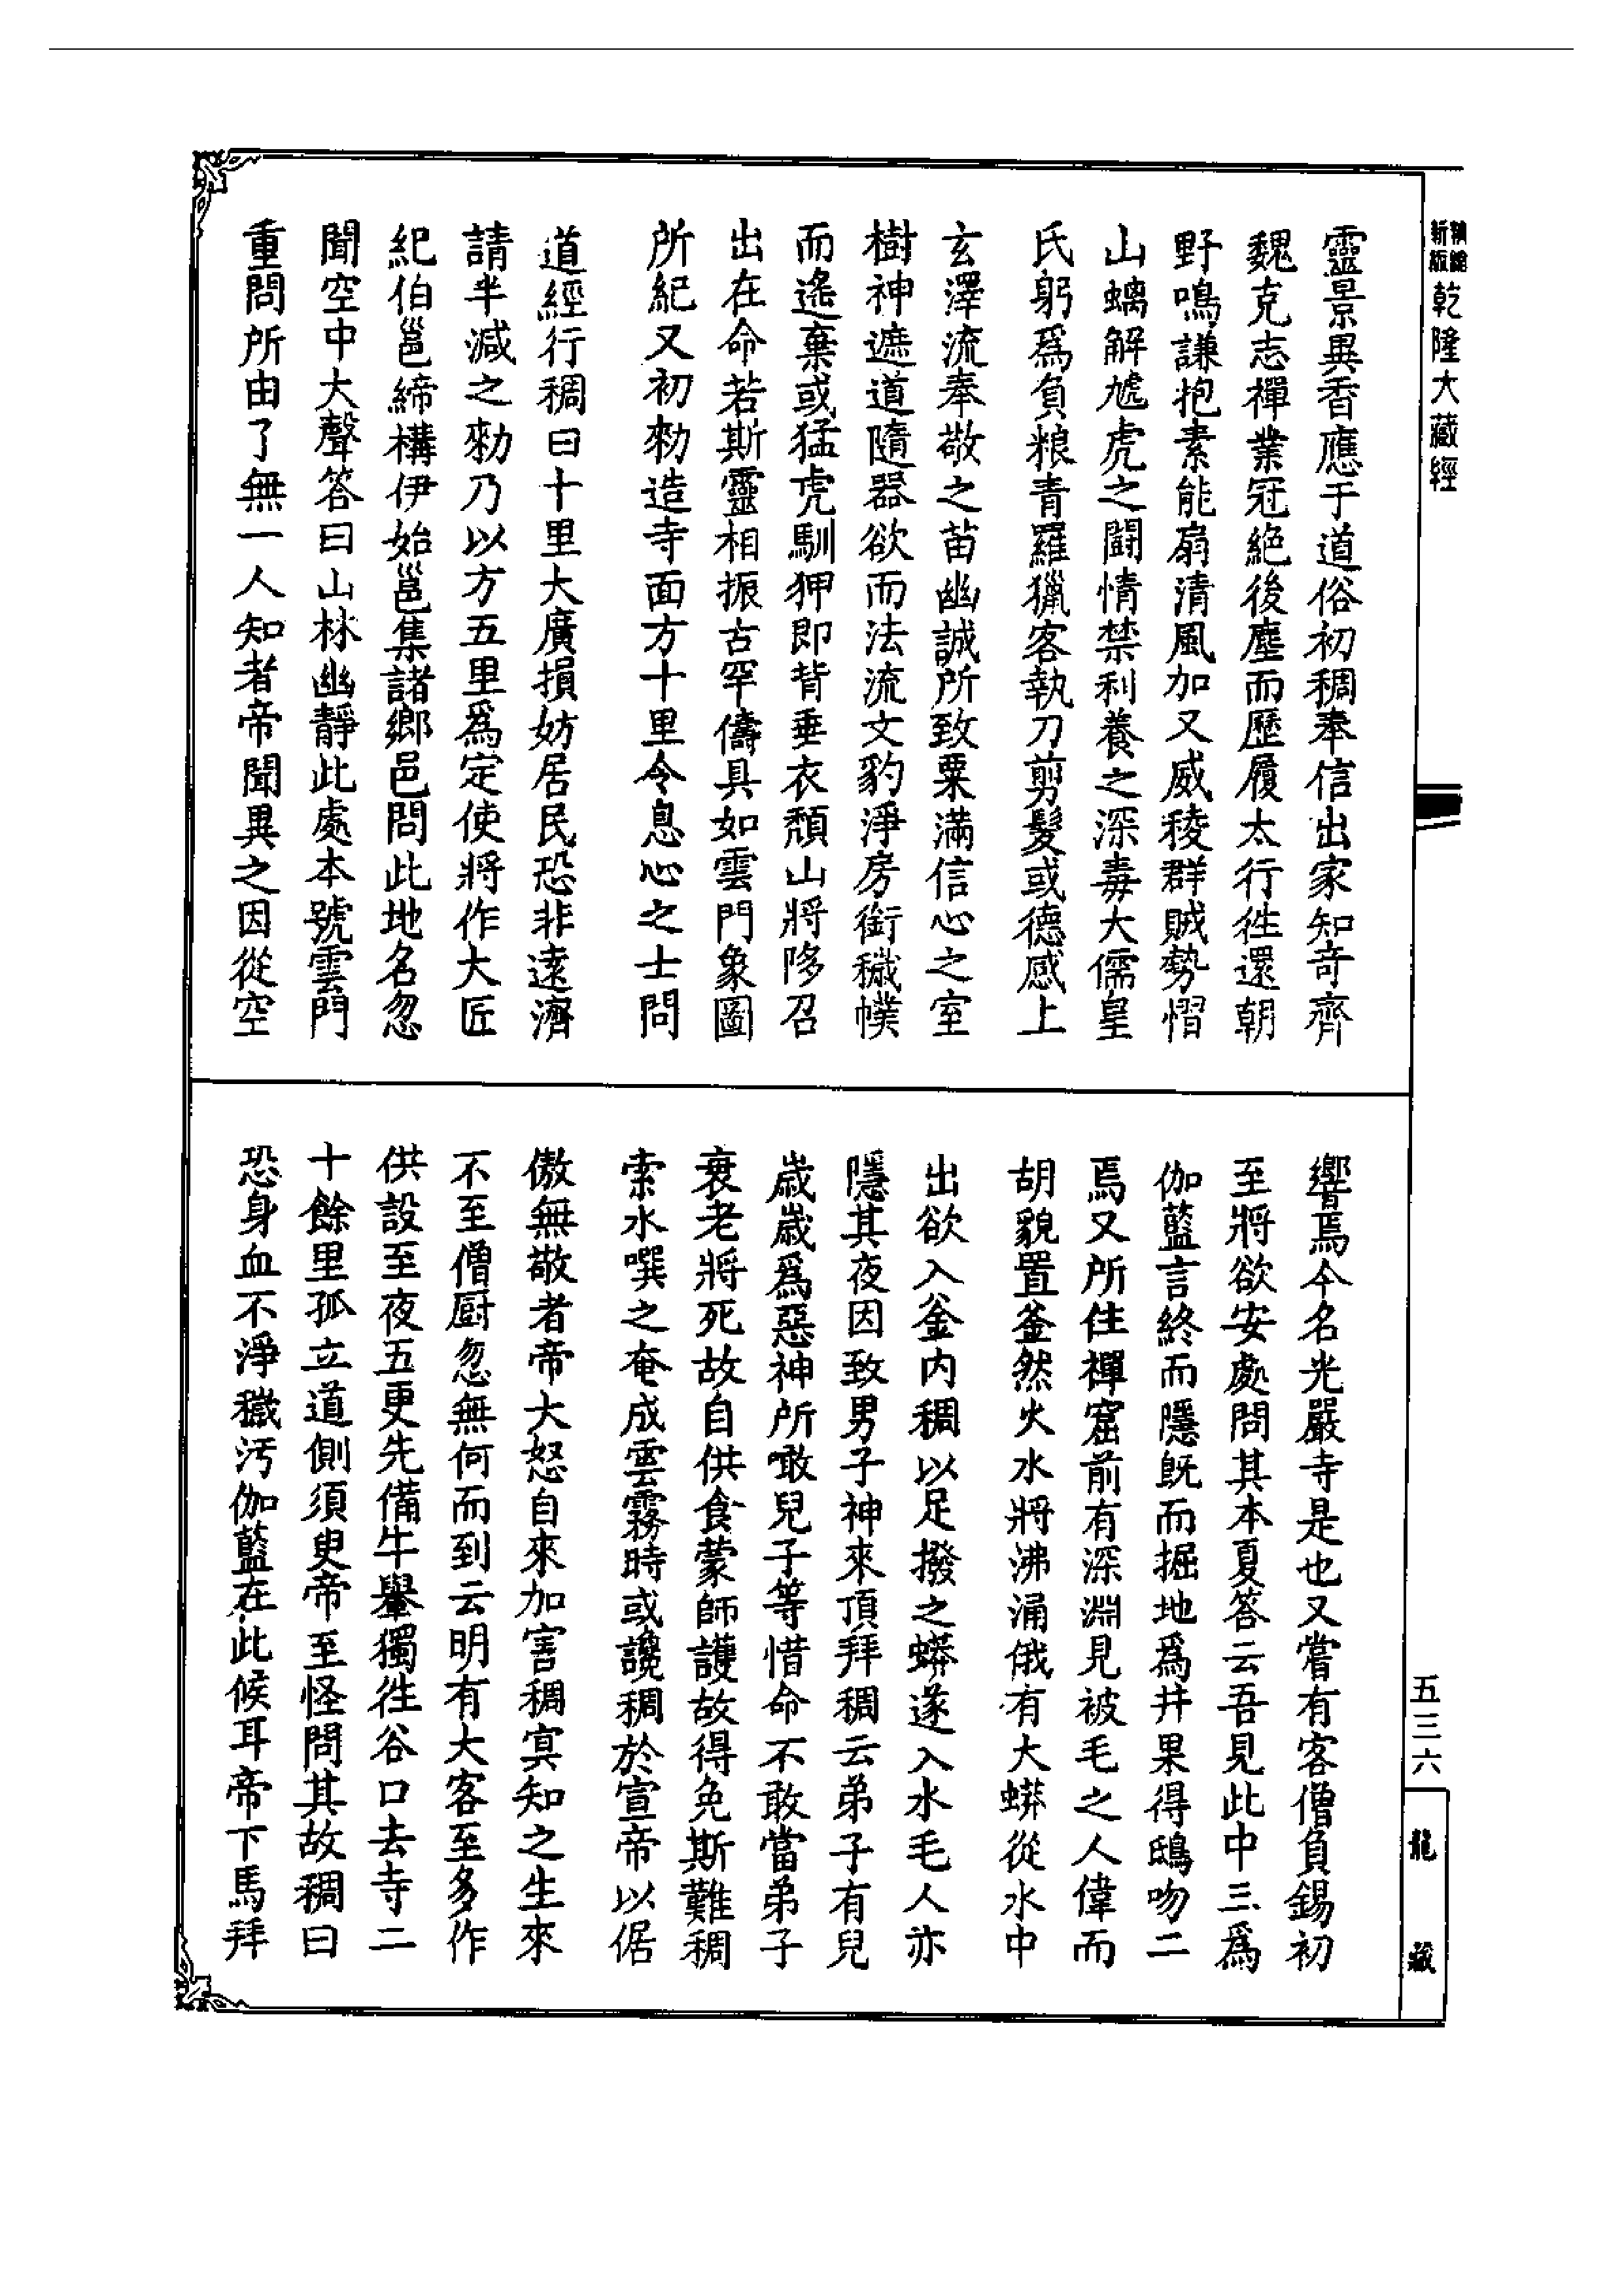 乾隆大藏經
靈景異香應于道俗初稠奉信出家知奇齊
魏克志禪業冠絕後塵而歷履太行徃還朝
野鳴謙抱素能扇清風加又威稜群賊勢慴
山螭解虓虎之鬪情禁利養之深毒大儒皇
氏躬爲負粮青羅獵客執刀剪髮或德感上
玄澤流奉敬之苗幽誠所致粟滿信心之室
樹神遮道隨器欲而法流文豹淨房銜穢幞
而遙棄或猛虎馴狎即背垂衣頹山將陊召
出在命若斯靈相振古罕儔具如雲門象圖
所紀又初勑造寺面方十里令息心之士問
道經行稠曰十里大廣損妨居民恐非遠濟
請半減之勑乃以方五里爲定使將作大匠
紀伯邕締構伊始邕集諸鄉邑問此地名忽
聞空中大聲答曰山林幽靜此處本號雲門
重問所由了無一人知者帝聞異之因從空
響焉今名光嚴寺是也又嘗有客僧負錫初
至將欲安處問其本夏答云吾見此中三爲
伽藍言終而隱旣而掘地爲井果得鴟吻二
焉又所住禪窟前有深淵見被毛之人偉而
胡貌置釜然火水將沸涌俄有大蟒從水中
出欲入釜内稠以足撥之蟒遂入水毛人亦
隱其夜因致男子神來頂拜稠云弟子有兒
歲歲爲惡神所噉兒子等惜命不敢當弟子
衰老將死故自供食蒙師護故得免斯難稠
索水噀之奄成雲霧時或讒稠於宣帝以倨
傲無敬者帝大怒自來加害稠㝠知之生來
不至僧厨忽無何而到云明有大客至多作
供設至夜五更先備牛轝獨徃谷口去寺二
十餘里孤立道側須臾帝至怪問其故稠曰
恐身血不淨穢污伽藍在此候耳帝下馬拜
五三六
龍藏